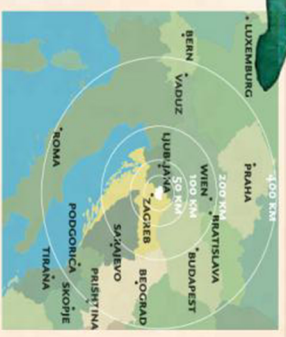 LUXEMBURG
BERN
VADUZ
PRAHA
400 KM
WIEN
200 KM
BRATISLAVA
100 KM
LJUBLJANA
50 KM
ZAGREB
BUDAPEST
ROMA
SARAJEVO
BEOGRAD
PODGORICA
PRISHTINA
TIRANA
SKOPJE